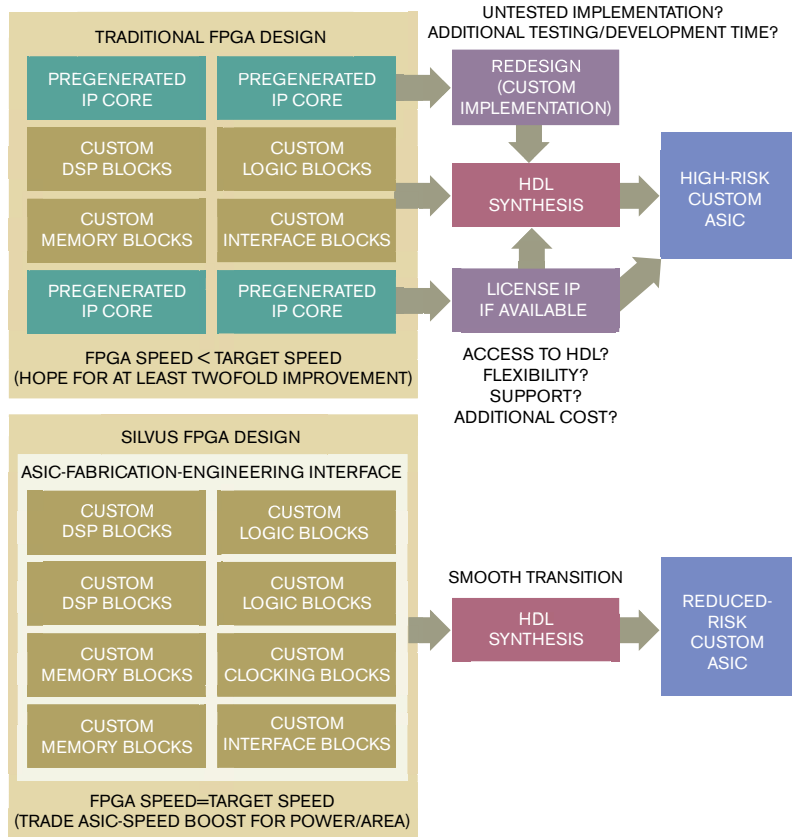 UNTESTED IMPLEMENTATION?
ADDITIONAL TESTING/DEVELOPMENT TIME?
TRADITIONAL FPGA DESIGN
PREGENERATED
IP CORE
PREGENERATED
IP CORE
REDESIGN
(CUSTOM
IMPLEMENTATION)
CUSTOM
DSP BLOCKS
CUSTOM
LOGIC BLOCKS
HDL
SYNTHESIS
HIGH-RISK
CUSTOM
ASIC
CUSTOM
MEMORY BLOCKS
CUSTOM
INTERFACE BLOCKS
PREGENERATED
IP CORE
PREGENERATED
IP CORE
LICENSE IP
IF AVAILABLE
FPGA SPEED < TARGET SPEED
(HOPE FOR AT LEAST TWOFOLD IMPROVEMENT)
ACCESS TO HDL?
FLEXIBILITY?
SUPPORT?
ADDITIONAL COST?
SILVUS FPGA DESIGN
ASIC-FABRICATION-ENGINEERING INTERFACE
CUSTOM
DSP BLOCKS
CUSTOM
LOGIC BLOCKS
CUSTOM
DSP BLOCKS
CUSTOM
LOGIC BLOCKS
CUSTOM
MEMORY BLOCKS
CUSTOM
CLOCKING BLOCKS
CUSTOM
MEMORY BLOCKS
CUSTOM
INTERFACE BLOCKS
SMOOTH TRANSITION
HDL
SYNTHESIS
REDUCED-
RISK
CUSTOM
ASIC
FPGA SPEED=TARGET SPEED
(TRADE ASIC-SPEED BOOST FOR POWER/AREA)